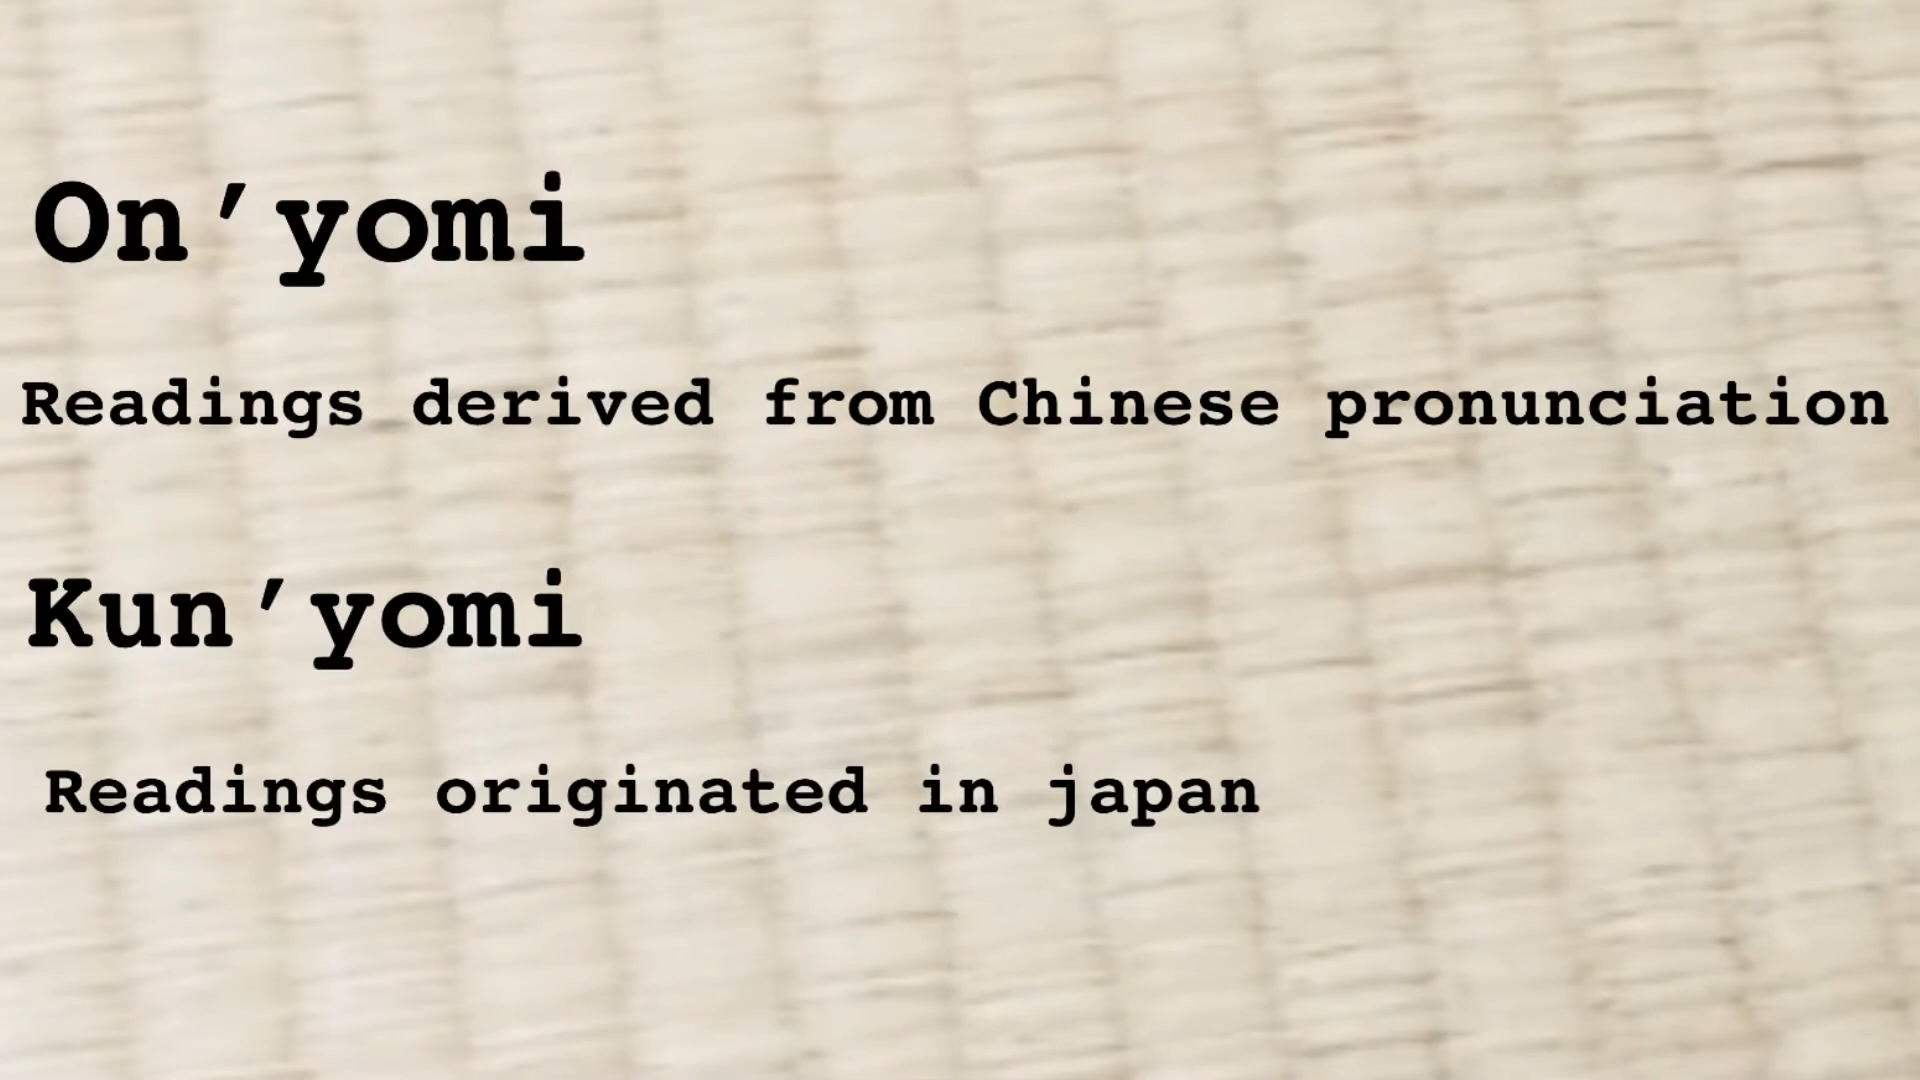 On’yomi
Readings derived from Chinese pronunciation
Kun’yomi
Readings originated in japan